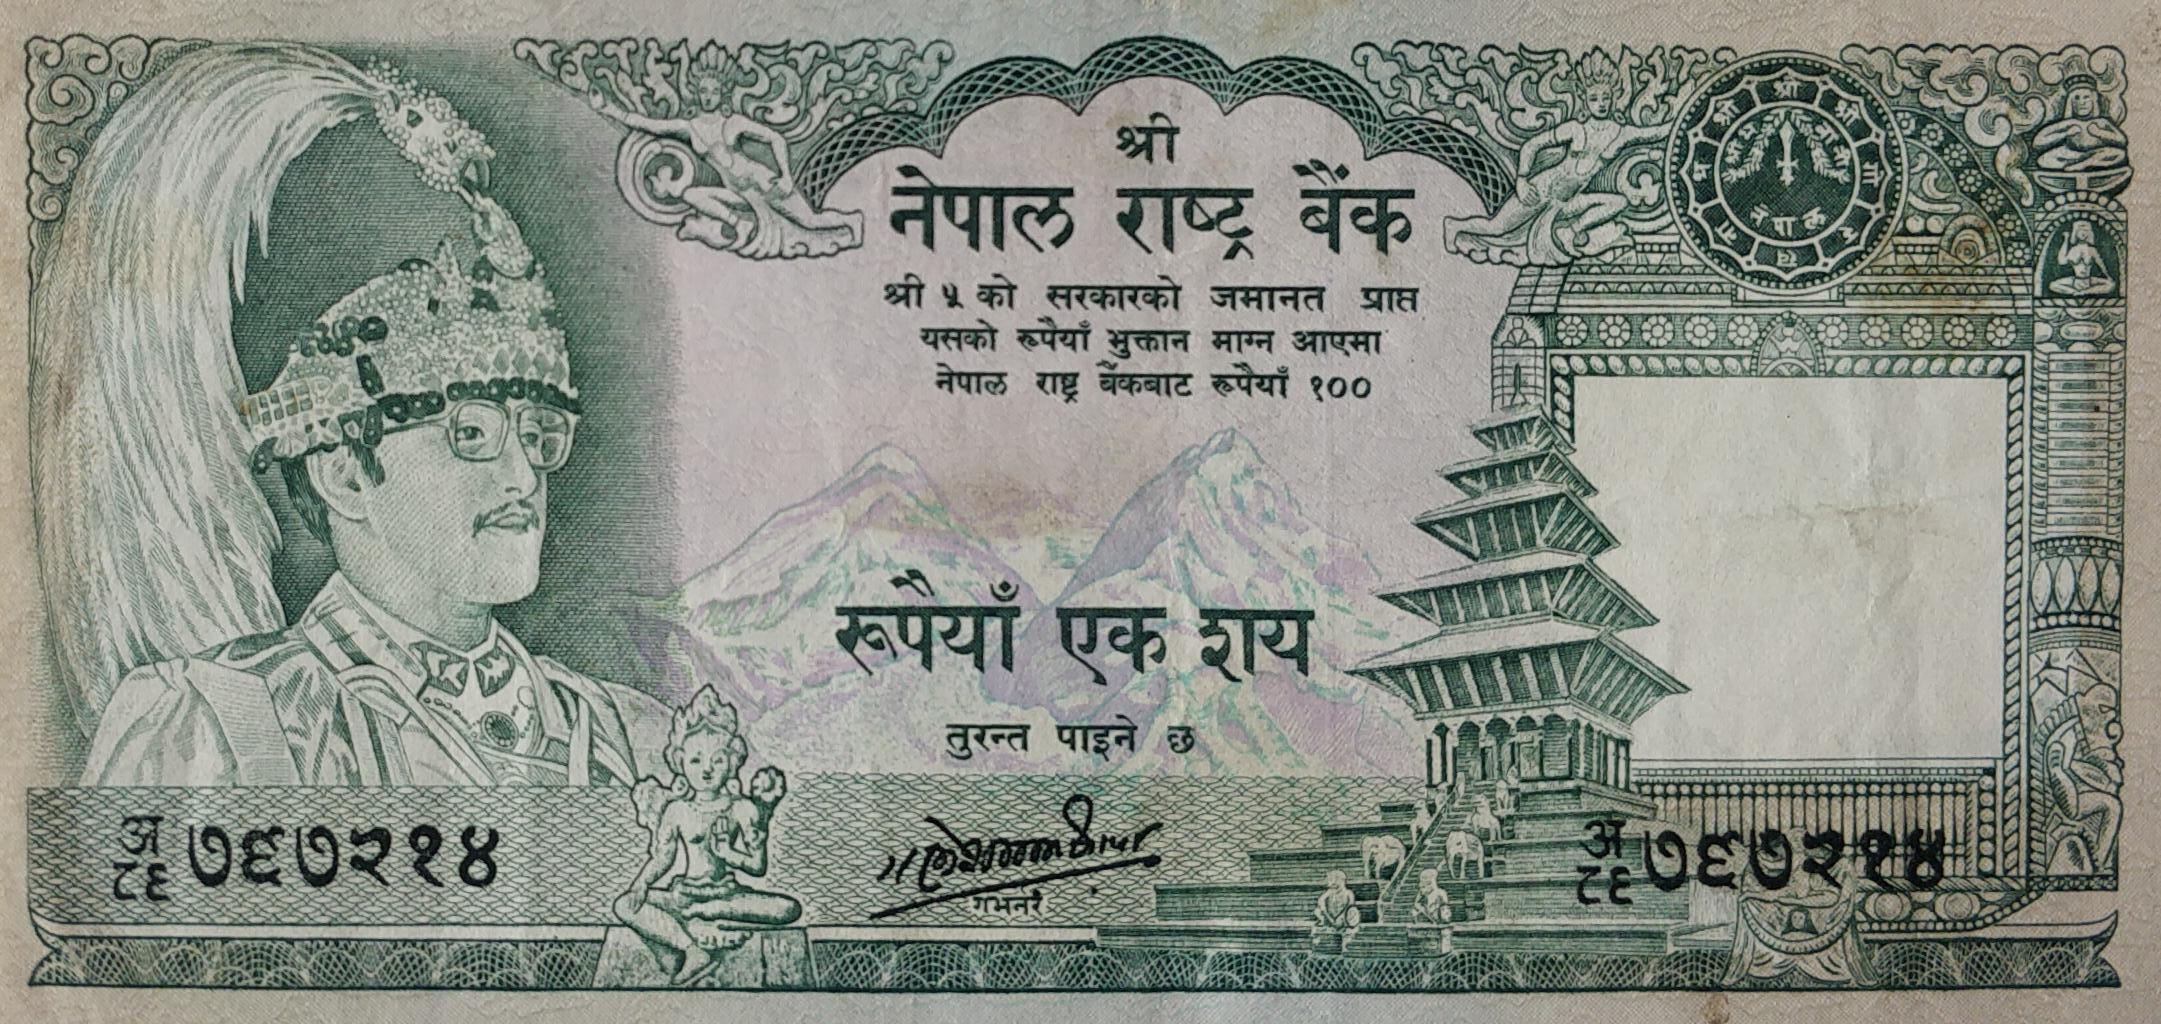 श्री
नेपाल राष्ट्र बैंक
श्री ५ को सरकारको जमानत प्राप्त
यसको रूपैयाँ भुक्तान माग्न आएमा
नेपाल राष्ट्र बैंकबाट रूपैयाँ १००
रूपैयाँ एक शय
तुरन्त पाइने छ
अ
८६ ७६७२१४
गभर्नर
अ
८६ ७६७२१४
नेपाल